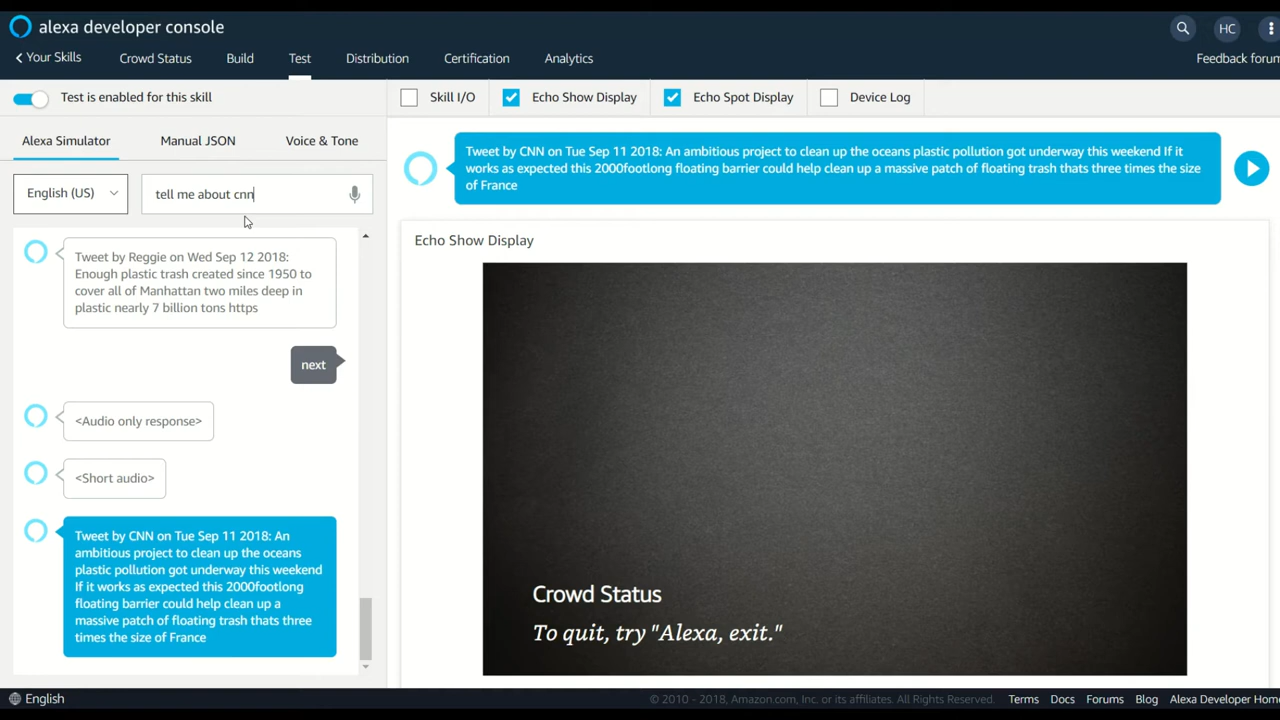 alexa developer console
HC
Your Skills
Crowd Status
Build
Test
Distribution
Certification
Analytics
Feedback forum
Test is enabled for this skill
Skill I/O
Echo Show Display
Echo Spot Display
Device Log
Alexa Simulator
Manual JSON
Voice & Tone
English (US)
tell me about cnn
Tweet by Reggie on Wed Sep 12 2018:
Enough plastic trash created since 1950 to
cover all of Manhattan two miles deep in
plastic nearly 7 billion tons https
next
<Audio only response>
<Short audio>
Tweet by CNN on Tue Sep 11 2018: An
ambitious project to clean up the oceans
plastic pollution got underway this weekend
If it works as expected this 2000footlong
floating barrier could help clean up a
massive patch of floating trash thats three
times the size of France
Tweet by CNN on Tue Sep 11 2018: An ambitious project to clean up the oceans plastic pollution got underway this weekend If it
works as expected this 2000footlong floating barrier could help clean up a massive patch of floating trash thats three times the size
of France
Echo Show Display
Crowd Status
To quit, try "Alexa, exit."
English
© 2010 - 2018, Amazon.com, Inc. or its affiliates. All Rights Reserved.
Terms
Docs
Forums
Blog
Alexa Developer Home